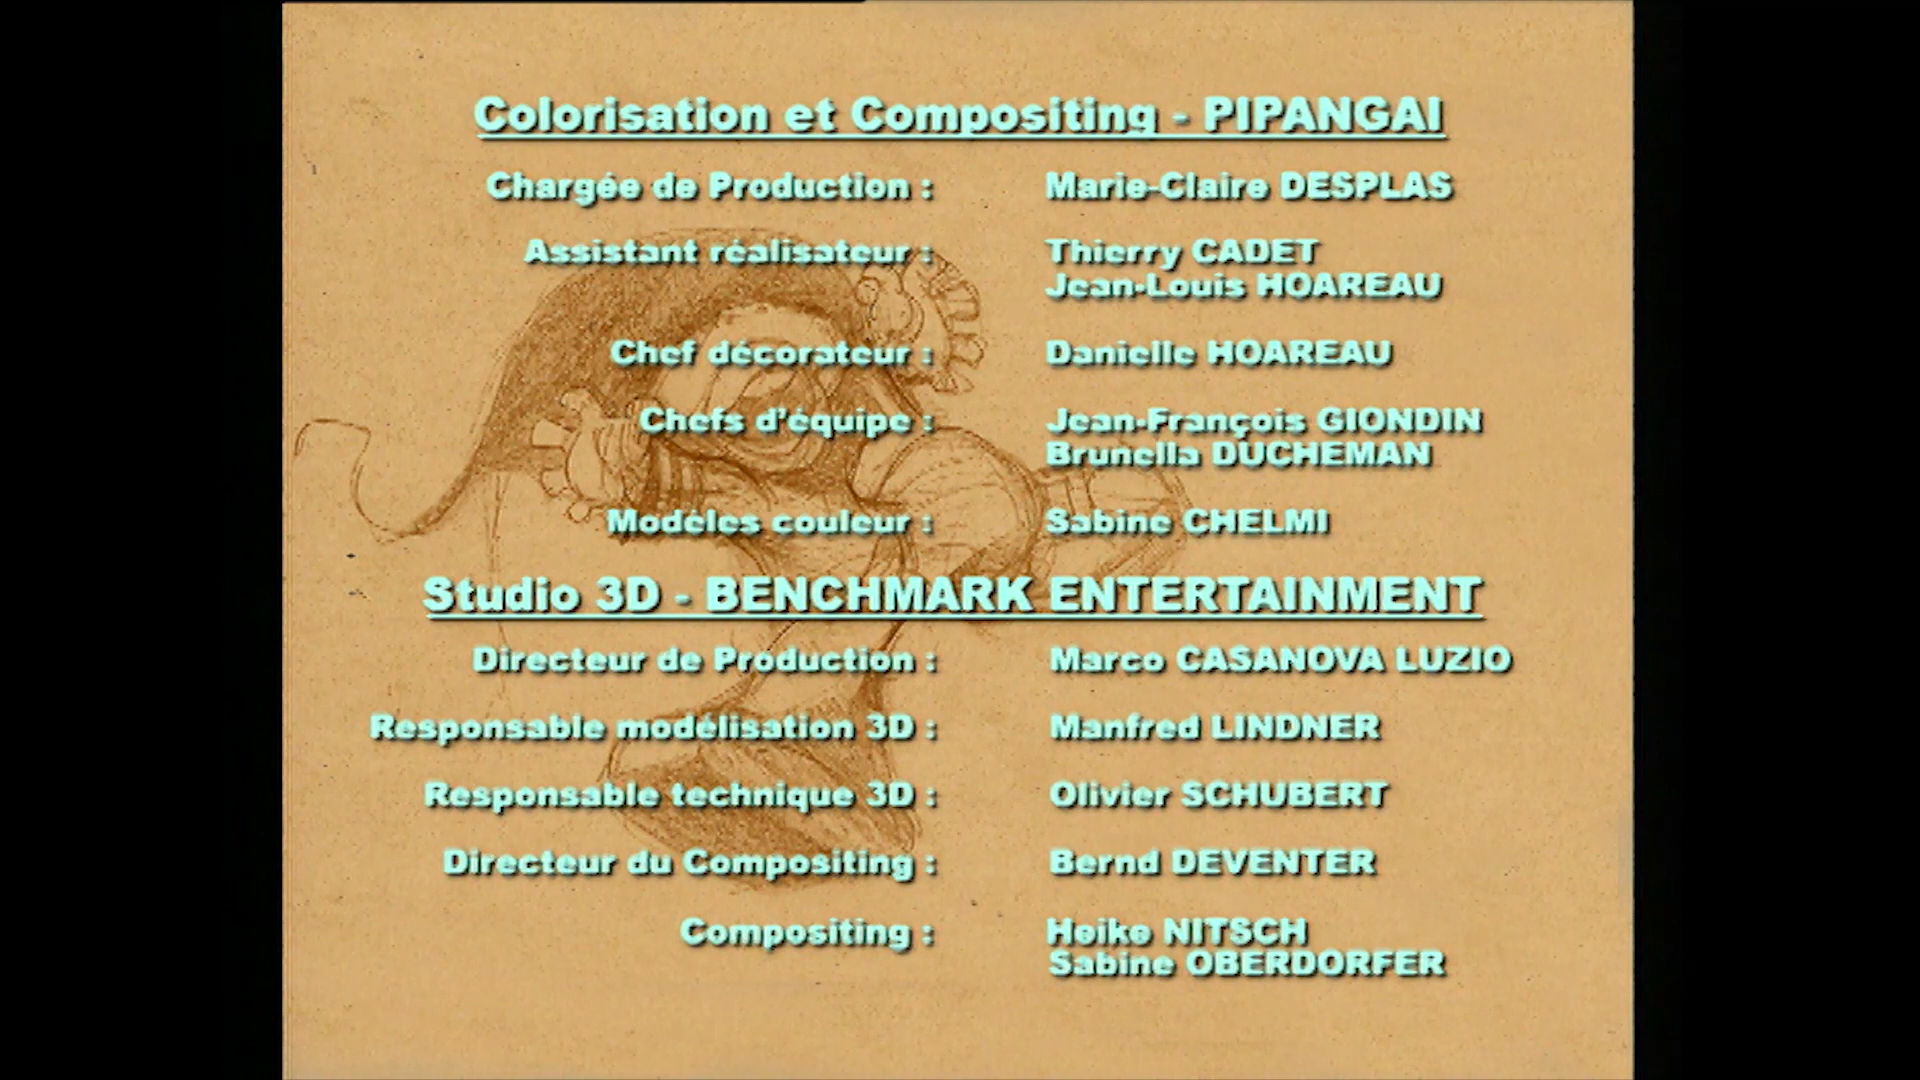 Colorisation et Compositing - PIPANGAI
Chargée de Production : Marie-Claire DESPLAS
Assistant réalisateur : Thierry CADET
Jean-Louis HOAREAU
Chef décorateur : Danielle HOAREAU
Chefs d'équipe : Jean-François GIONDIN
Brunella DUCHEMAN
Modèles couleur : Sabine CHELMI
Studio 3D - BENCHMARK ENTERTAINMENT
Directeur de Production : Marco CASANOVA LUZIO
Responsable modélisation 3D : Manfred LINDNER
Responsable technique 3D : Olivier SCHUBERT
Directeur du Compositing : Bernd DEVENTER
Compositing : Heike NITSCH
Sabine OBERDORFER